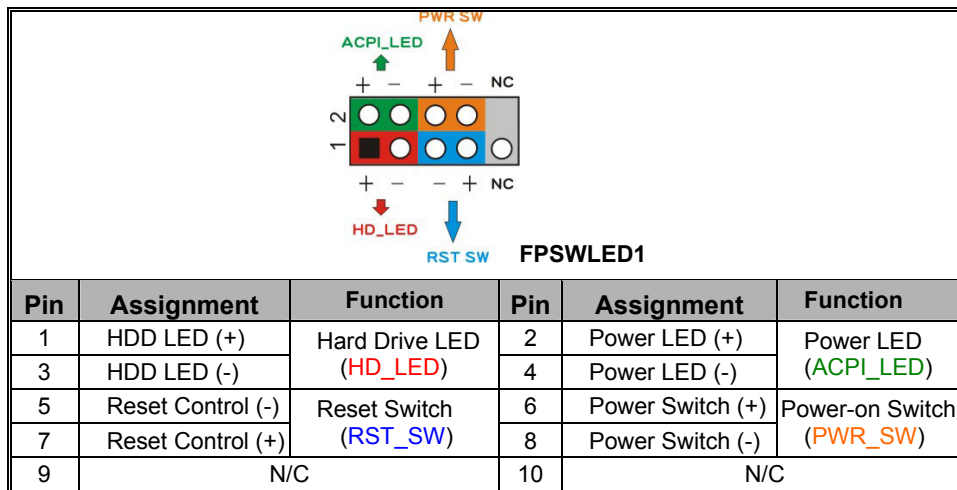 PWR SW
ACPI_LED
+ − + − NC
2
1
+ − − + NC
HD_LED
RST SW FPSWLED1
Pin Assignment Function Pin Assignment Function
1 HDD LED (+) Hard Drive LED (HD_LED) 2 Power LED (+) Power LED (ACPI_LED)
3 HDD LED (-) 4 Power LED (-)
5 Reset Control (-) Reset Switch (RST_SW) 6 Power Switch (+) Power-on Switch (PWR_SW)
7 Reset Control (+) 8 Power Switch (-)
9 N/C 10 N/C